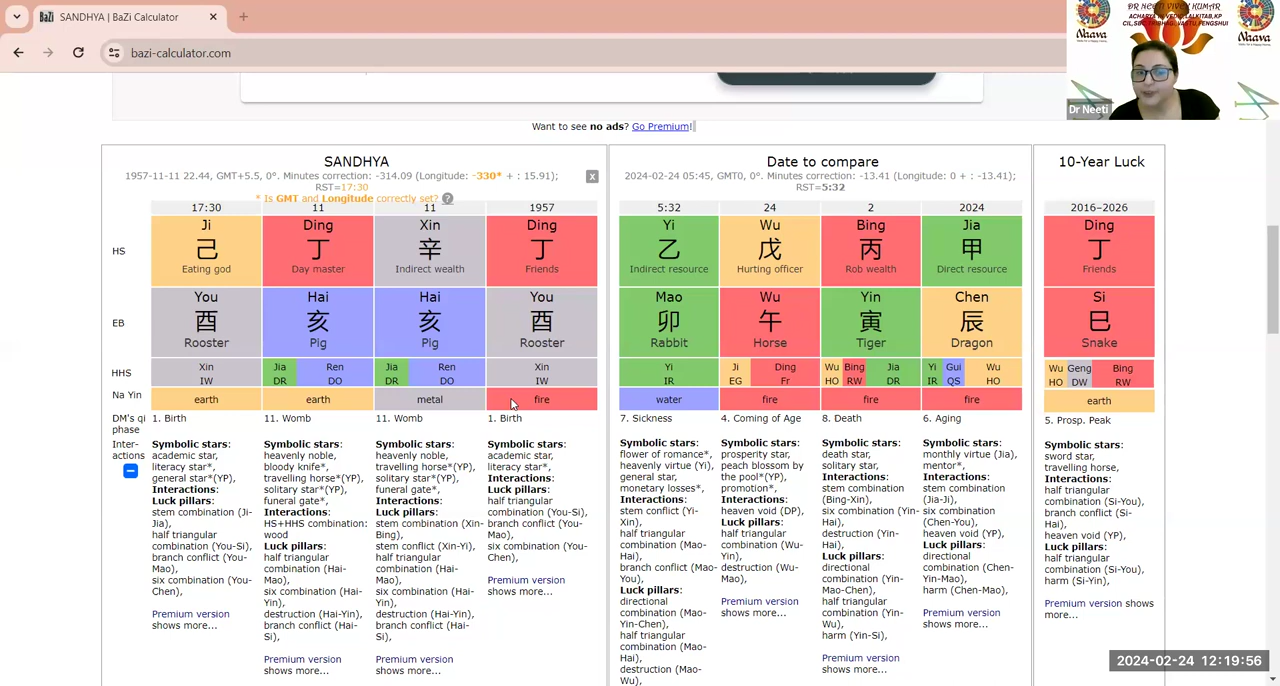 SANDHYA | BaZi Calculator
bazi-calculator.com
DR NEETI VIVEK KUMAR
Naava
Naava
Dr Neeti
Want to see no ads? Go Premium!
SANDHYA
1957-11-11 22.44, GMT+5.5, 0°. Minutes correction: -314.09 (Longitude: -330* + : 15.91);
RST=17:30
* Is GMT and Longitude correctly set? ?
x
17:30 11 11 1957
HS
Ji Ding Xin Ding
己 丁 辛 丁
Eating god Day master Indirect wealth Friends
EB
You Hai Hai You
酉 亥 亥 酉
Rooster Pig Pig Rooster
HHS
Xin Jia Ren Jia Ren Xin
IW DR DO DR DO IW
Na Yin
earth earth metal fire
DM's qi
phase
1. Birth 11. Womb 11. Womb 1. Birth
Inter-
actions
Symbolic stars:
academic star,
literacy star*,
general star*(YP),
Interactions:
Luck pillars:
stem combination (Ji-
Jia),
half triangular
combination (You-Si),
branch conflict (You-
Mao),
six combination (You-
Chen),
Premium version
shows more...
Symbolic stars:
heavenly noble,
bloody knife*,
travelling horse*(YP),
solitary star*(YP),
funeral gate*,
Interactions:
HS+HHS combination:
wood
Luck pillars:
half triangular
combination (Hai-
Mao),
six combination (Hai-
Yin),
destruction (Hai-Yin),
branch conflict (Hai-
Si),
Premium version
shows more...
Symbolic stars:
heavenly noble,
travelling horse*(YP),
solitary star*(YP),
funeral gate*,
Interactions:
Luck pillars:
stem combination (Xin-
Bing),
stem conflict (Xin-Yi),
half triangular
combination (Hai-
Mao),
six combination (Hai-
Yin),
destruction (Hai-Yin),
branch conflict (Hai-
Si),
Premium version
shows more...
Symbolic stars:
academic star,
literacy star*,
Interactions:
Luck pillars:
half triangular
combination (You-Si),
branch conflict (You-
Mao),
six combination (You-
Chen),
Premium version
shows more...
Date to compare
2024-02-24 05:45, GMT0, 0°. Minutes correction: -13.41 (Longitude: 0 + : -13.41);
RST=5:32
5:32 24 2 2024
Yi Wu Bing Jia
乙 戊 丙 甲
Indirect resource Hurting officer Rob wealth Direct resource
Mao Wu Yin Chen
卯 午 寅 辰
Rabbit Horse Tiger Dragon
Yi Ji Ding Wu Bing Jia Yi Gui Wu
IR EG Fr HO RW DR IR QS HO
water fire fire fire
7. Sickness 4. Coming of Age 8. Death 6. Aging
Symbolic stars:
flower of romance*,
heavenly virtue (Yi),
general star,
monetary losses*,
Interactions:
stem conflict (Yi-
Xin),
half triangular
combination (Mao-
Hai),
branch conflict (Mao-
You),
Luck pillars:
directional
combination (Mao-
Yin-Chen),
half triangular
combination (Mao-
Hai),
destruction (Mao-
Wu),
Symbolic stars:
prosperity star,
peach blossom by
the pool*(YP),
promotion*,
Interactions:
heaven void (DP),
Luck pillars:
half triangular
combination (Wu-
Yin),
destruction (Wu-
Mao),
Premium version
shows more...
Symbolic stars:
death star,
solitary star,
Interactions:
stem combination
(Bing-Xin),
six combination (Yin-
Hai),
destruction (Yin-
Hai),
Luck pillars:
directional
combination (Yin-
Mao-Chen),
half triangular
combination (Yin-
Wu),
harm (Yin-Si),
Premium version
shows more...
Symbolic stars:
monthly virtue (Jia),
mentor*,
Interactions:
stem combination
(Jia-Ji),
six combination
(Chen-You),
heaven void (YP),
Luck pillars:
directional
combination (Chen-
Yin-Mao),
harm (Chen-Mao),
Premium version
shows more...
10-Year Luck
2016–2026
Ding
丁
Friends
Si
巳
Snake
Wu Geng Bing
HO DW RW
earth
5. Prosp. Peak
Symbolic stars:
sword star,
travelling horse,
Interactions:
half triangular
combination (Si-You),
branch conflict (Si-
Hai),
heaven void (YP),
Luck pillars:
half triangular
combination (Si-You),
harm (Si-Yin),
Premium version shows
more...
2024-02-24 12:19:56